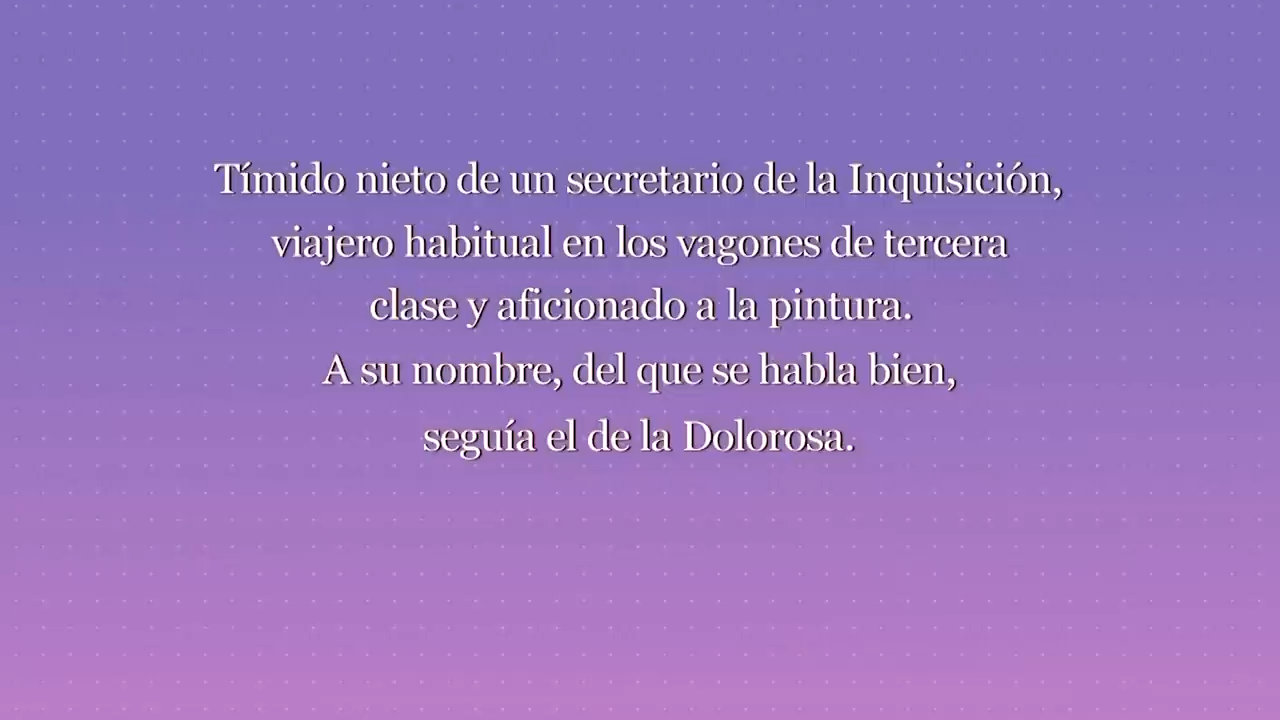 Tímido nieto de un secretario de la Inquisición,
viajero habitual en los vagones de tercera
clase y aficionado a la pintura.
A su nombre, del que se habla bien,
seguía el de la Dolorosa.